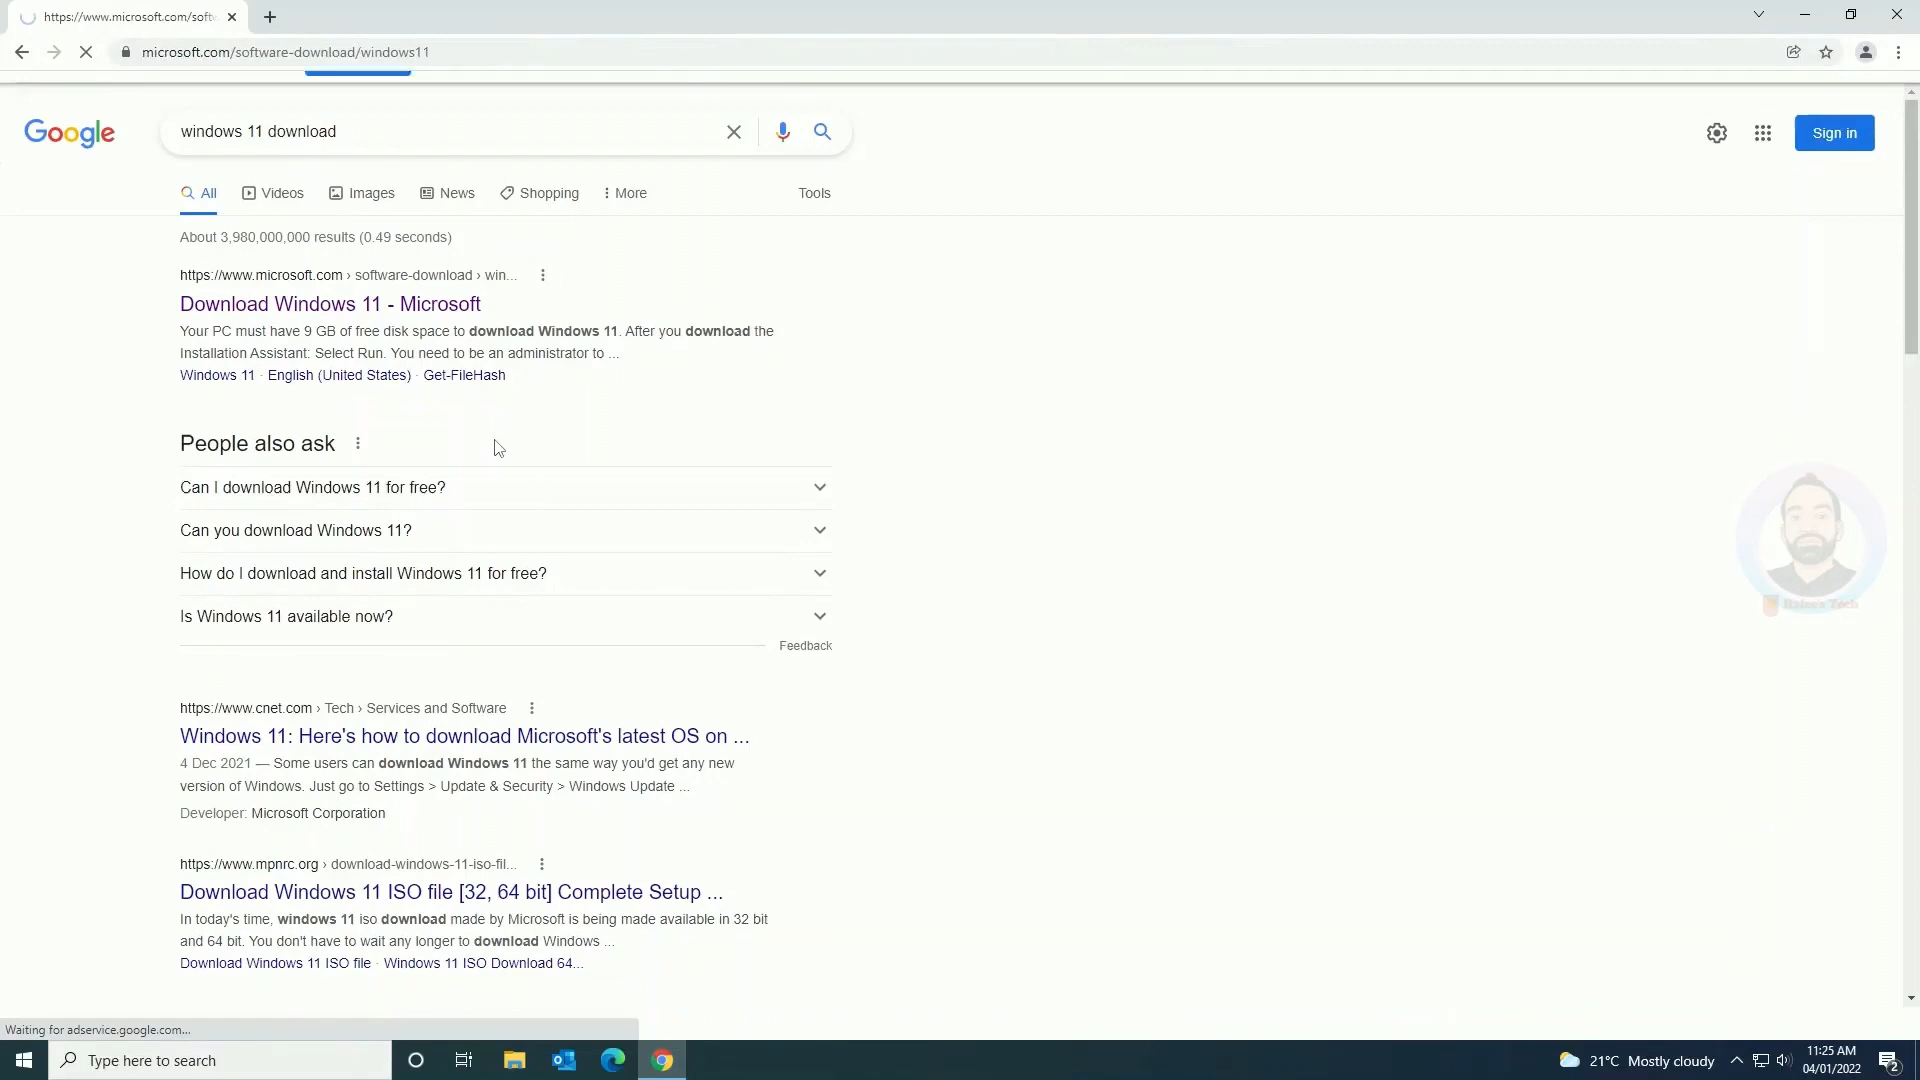 https://www.microsoft.com/softw
microsoft.com/software-download/windows11
Google
windows 11 download
Sign in
All
Videos
Images
News
Shopping
More
Tools
About 3,980,000,000 results (0.49 seconds)
https://www.microsoft.com › software-download › win...
Download Windows 11 - Microsoft
Your PC must have 9 GB of free disk space to download Windows 11. After you download the
Installation Assistant: Select Run. You need to be an administrator to ...
Windows 11 · English (United States) · Get-FileHash
People also ask
Can I download Windows 11 for free?
Can you download Windows 11?
How do I download and install Windows 11 for free?
Is Windows 11 available now?
Feedback
https://www.cnet.com › Tech › Services and Software
Windows 11: Here's how to download Microsoft's latest OS on ...
4 Dec 2021 — Some users can download Windows 11 the same way you'd get any new
version of Windows. Just go to Settings > Update & Security > Windows Update ...
Developer: Microsoft Corporation
https://www.mpnrc.org › download-windows-11-iso-fil...
Download Windows 11 ISO file [32, 64 bit] Complete Setup ...
In today's time, windows 11 iso download made by Microsoft is being made available in 32 bit
and 64 bit. You don't have to wait any longer to download Windows ...
Download Windows 11 ISO file · Windows 11 ISO Download 64...
Waiting for adservice.google.com...
Type here to search
21°C Mostly cloudy
11:25 AM
04/01/2022
2